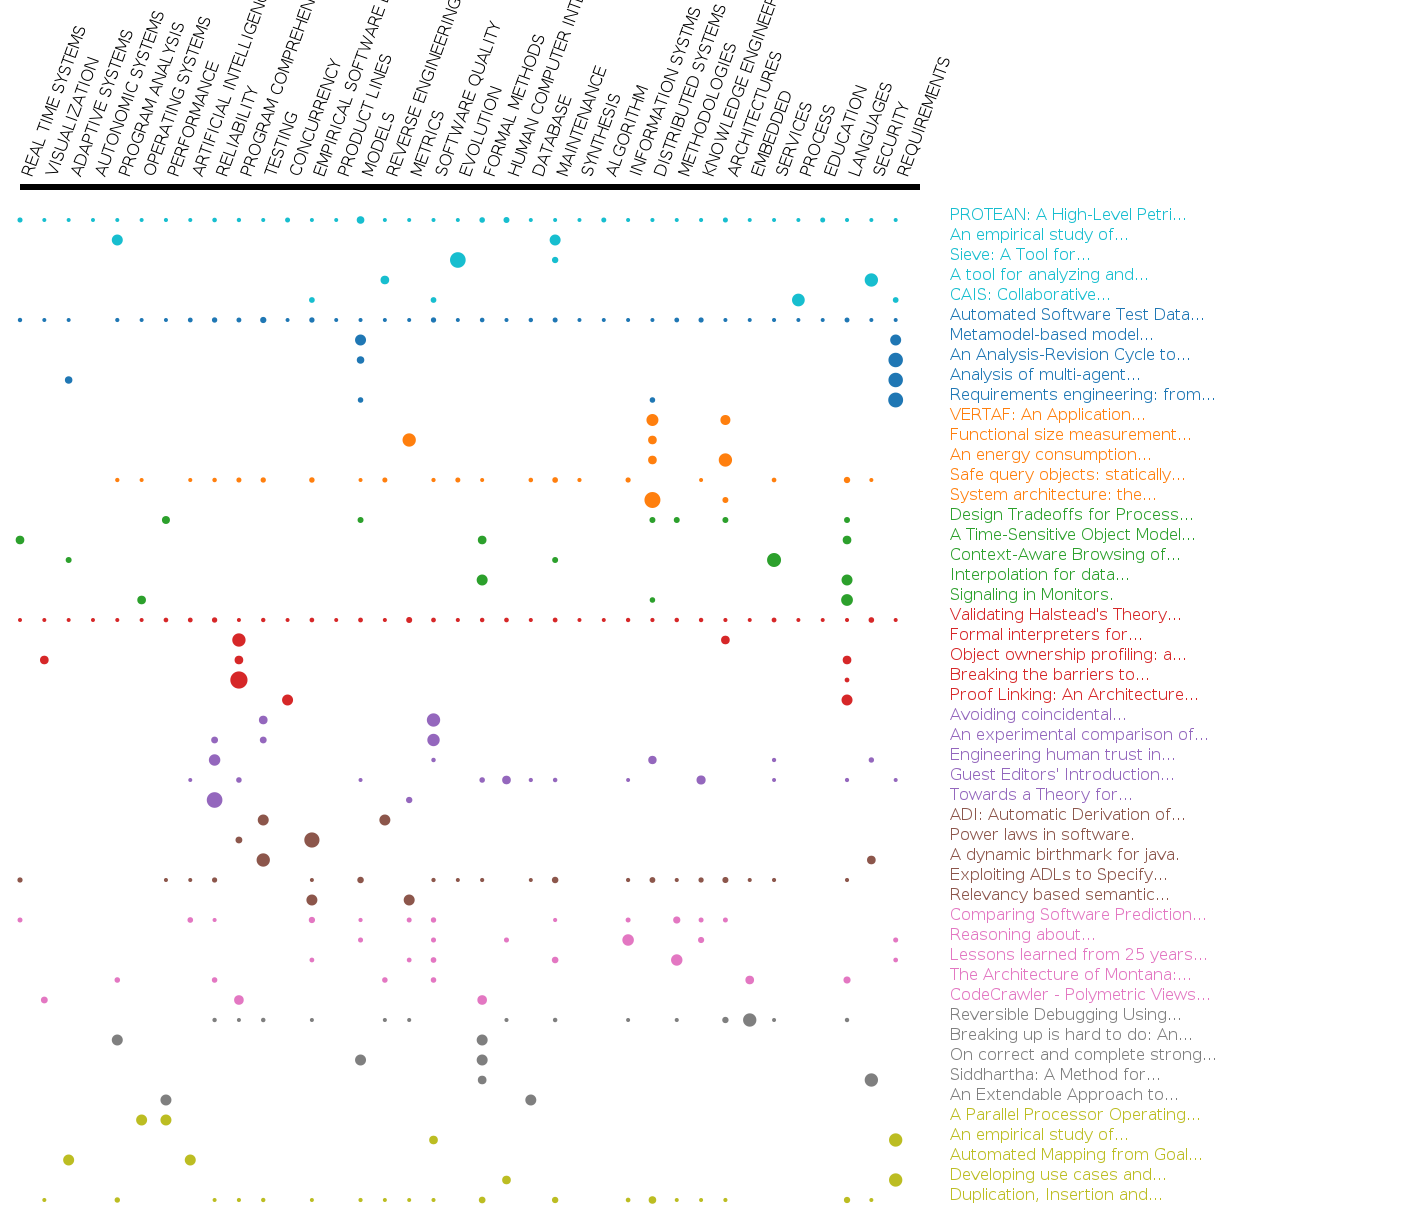 REAL TIME SYSTEMS
VISUALIZATION
ADAPTIVE SYSTEMS
AUTONOMIC SYSTEMS
PROGRAM ANALYSIS
OPERATING SYSTEMS
PERFORMANCE
ARTIFICIAL INTELLIGENC
RELIABILITY
PROGRAM COMPREHEN
TESTING
CONCURRENCY
EMPIRICAL SOFTWARE
PRODUCT LINES
MODELS
REVERSE ENGINEERING
METRICS
SOFTWARE QUALITY
EVOLUTION
FORMAL METHODS
HUMAN COMPUTER INTE
DATABASE
MAINTENANCE
SYNTHESIS
ALGORITHM
INFORMATION SYSTMS
DISTRIBUTED SYSTEMS
METHODOLOGIES
KNOWLEDGE ENGINEER
ARCHITECTURES
EMBEDDED
SERVICES
PROCESS
EDUCATION
LANGUAGES
SECURITY
REQUIREMENTS
PROTEAN: A High-Level Petri...
An empirical study of...
Sieve: A Tool for...
A tool for analyzing and...
CAIS: Collaborative...
Automated Software Test Data...
Metamodel-based model...
An Analysis-Revision Cycle to...
Analysis of multi-agent...
Requirements engineering: from...
VERTAF: An Application...
Functional size measurement...
An energy consumption...
Safe query objects: statically...
System architecture: the...
Design Tradeoffs for Process...
A Time-Sensitive Object Model...
Context-Aware Browsing of...
Interpolation for data...
Signaling in Monitors.
Validating Halstead's Theory...
Formal interpreters for...
Object ownership profiling: a...
Breaking the barriers to...
Proof Linking: An Architecture...
Avoiding coincidental...
An experimental comparison of...
Engineering human trust in...
Guest Editors' Introduction...
Towards a Theory for...
ADI: Automatic Derivation of...
Power laws in software.
A dynamic birthmark for java.
Exploiting ADLs to Specify...
Relevancy based semantic...
Comparing Software Prediction...
Reasoning about...
Lessons learned from 25 years...
The Architecture of Montana:...
CodeCrawler - Polymetric Views...
Reversible Debugging Using...
Breaking up is hard to do: An...
On correct and complete strong...
Siddhartha: A Method for...
An Extendable Approach to...
A Parallel Processor Operating...
An empirical study of...
Automated Mapping from Goal...
Developing use cases and...
Duplication, Insertion and...